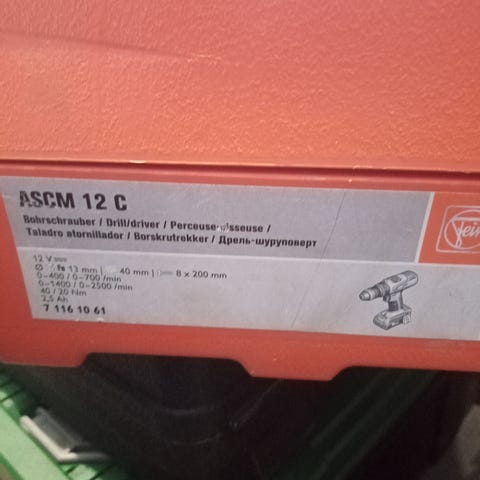 ASCM 12 C
Bohrschrauber / Drill/driver / Perceuse-visseuse /
Taladro atornillador / Borskrutrekker / Дрель-шуруповерт
12 V
Ø Fe 13 mm | 40 mm | 8 x 200 mm
0-400 / 0-700 /min
0-1400 / 0-2500 /min
40 / 20 Nm
2,5 Ah
7 116 10 61
Fein